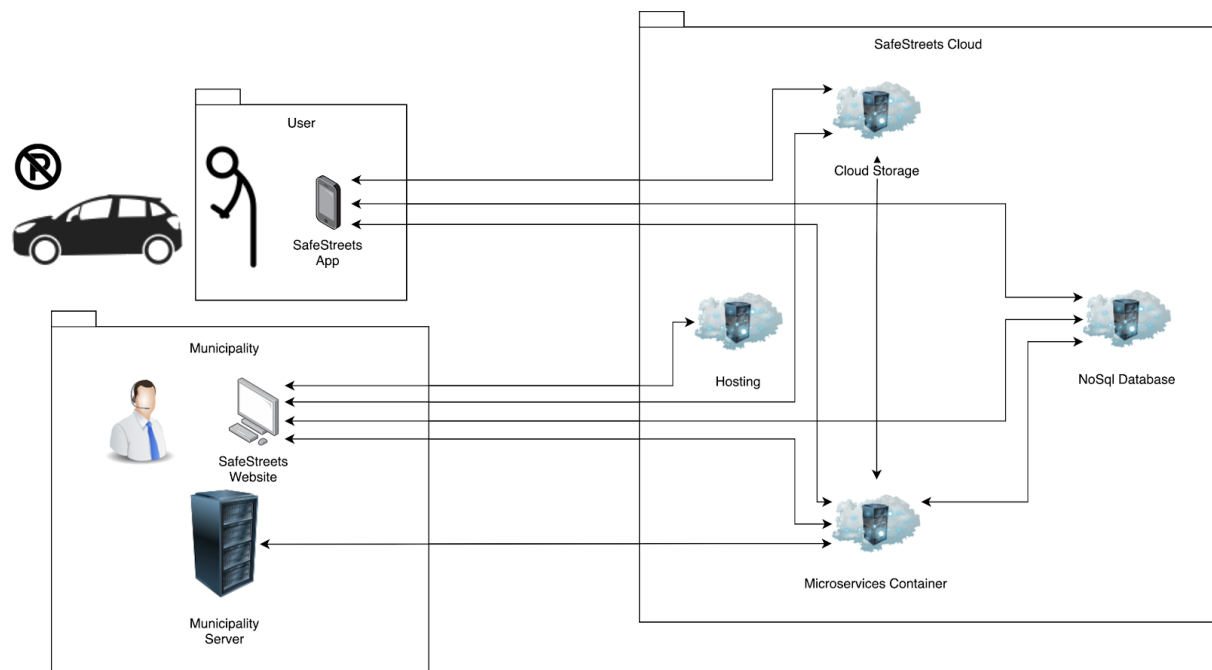 SafeStreets Cloud
User
P
SafeStreets
App
Cloud Storage
Municipality
Hosting
NoSql Database
SafeStreets
Website
Microservices Container
Municipality
Server